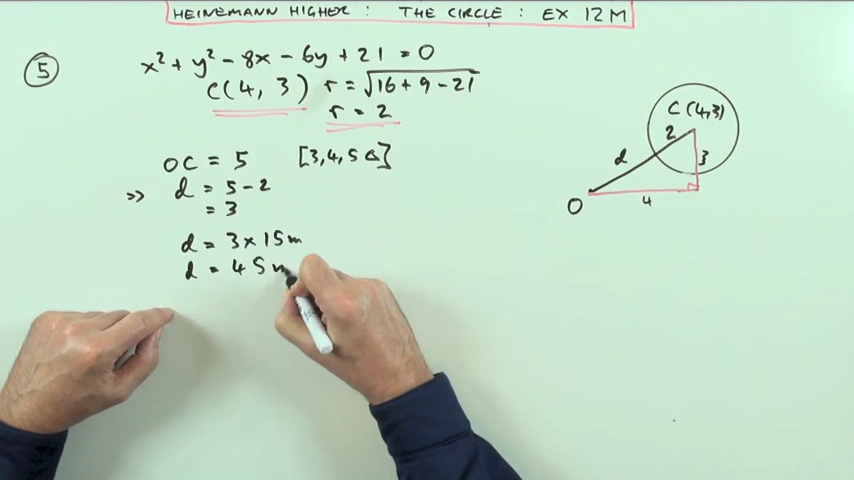 HEINEMANN HIGHER : THE CIRCLE : EX 12M
5
x² + y² - 8x - 6y + 21 = 0
C(4, 3) r = √16 + 9 - 21
r = 2
OC = 5 [3,4,5 Δ]
>> d = 5 - 2
= 3
d = 3 × 15m
d = 45m
C (4,3)
2
d
3
O
4